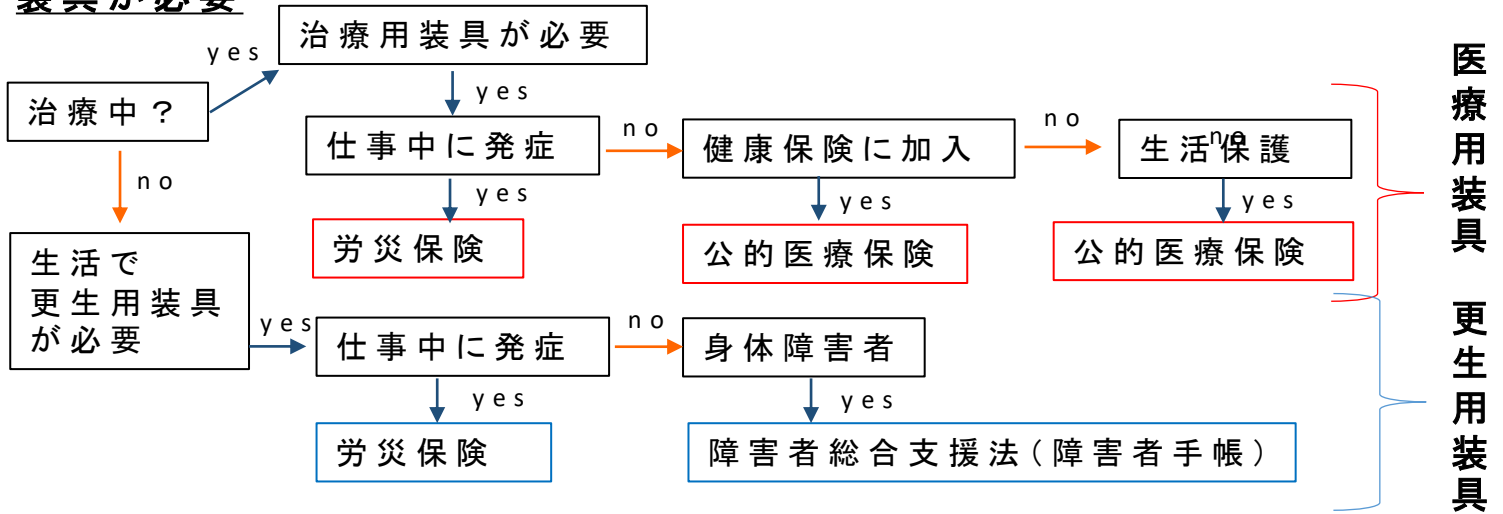 装具が必要
治療用装具が必要
yes
治療中？
yes
仕事中に発症
no
健康保険に加入
no
生活保護
no
no
yes
yes
yes
労災保険
公的医療保険
公的医療保険
医療用装具
生活で
更生用装具
が必要
yes
仕事中に発症
no
身体障害者
yes
yes
労災保険
障害者総合支援法（障害者手帳）
更生用装具